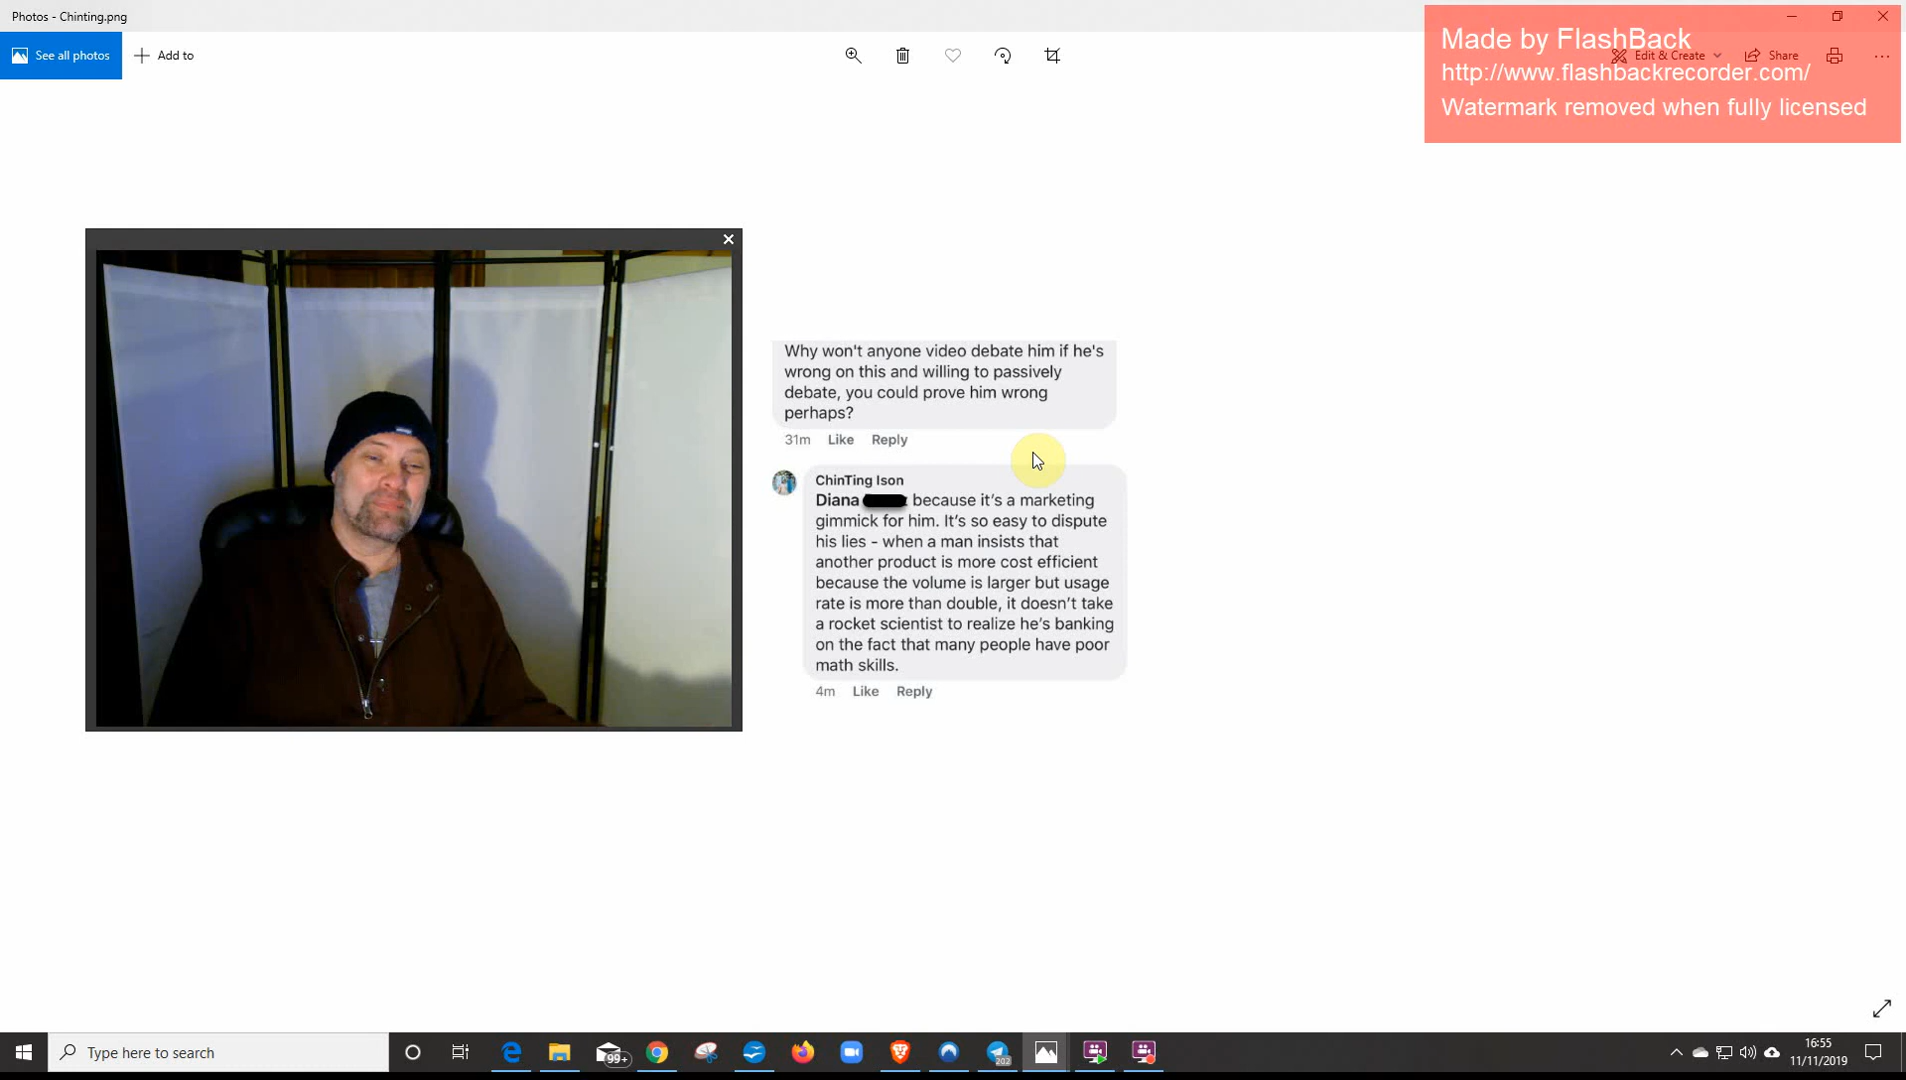 Photos - Chinting.png
Made by FlashBack
http://www.flashbackrecorder.com/
Watermark removed when fully licensed
See all photos
Add to
Edit & Create
Share
Why won't anyone video debate him if he's
wrong on this and willing to passively
debate, you could prove him wrong
perhaps?
31m Like Reply
ChinTing Ison
Diana because it's a marketing
gimmick for him. It's so easy to dispute
his lies - when a man insists that
another product is more cost efficient
because the volume is larger but usage
rate is more than double, it doesn't take
a rocket scientist to realize he's banking
on the fact that many people have poor
math skills.
4m Like Reply
Type here to search
99+
202
16:55
11/11/2019